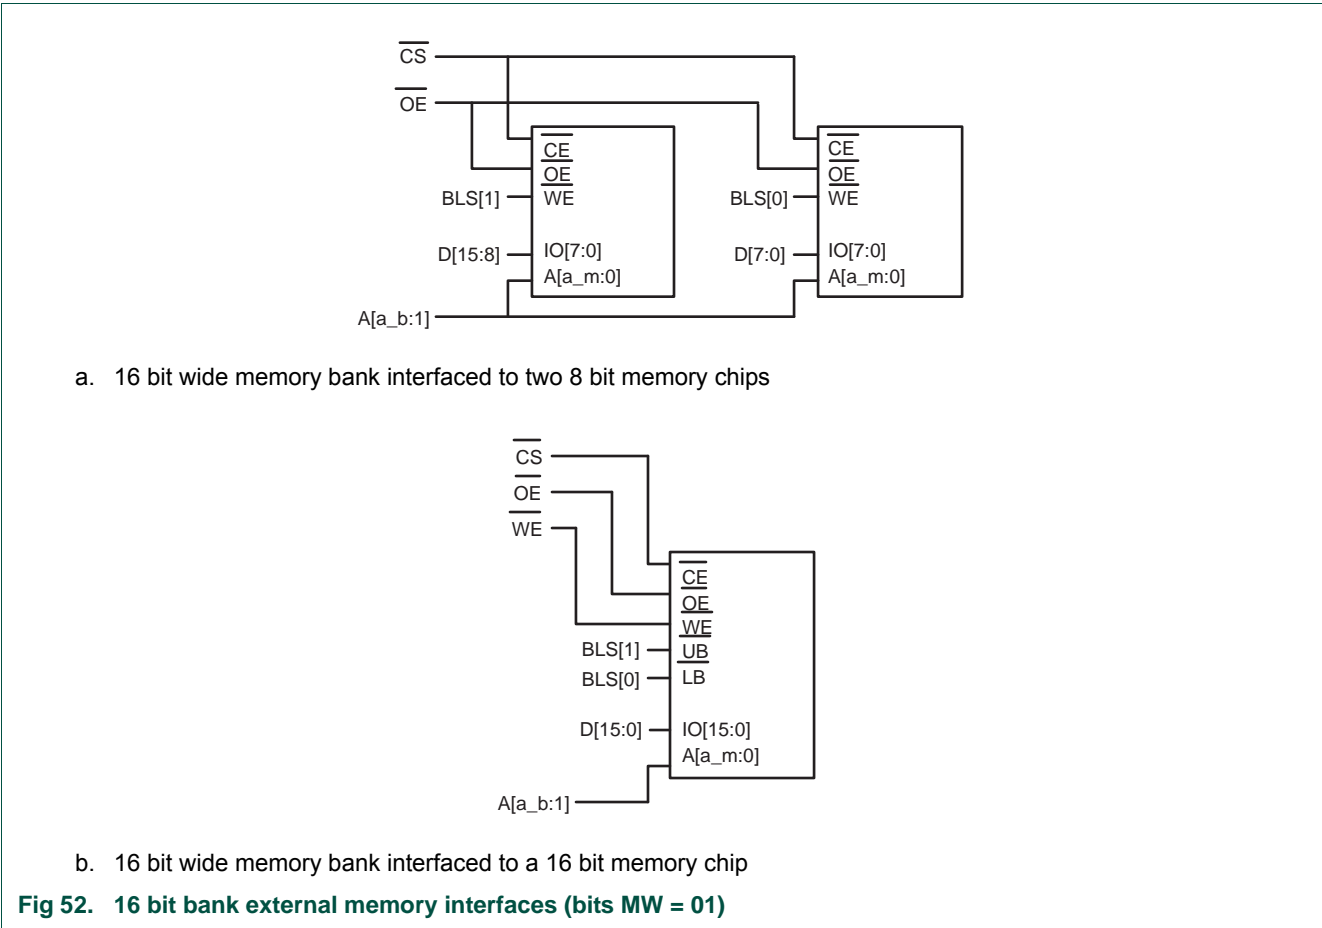 CS
OE
CE
OE
BLS[1] WE
D[15:8] IO[7:0]
A[a_m:0]
CE
OE
BLS[0] WE
D[7:0] IO[7:0]
A[a_m:0]
A[a_b:1]
a. 16 bit wide memory bank interfaced to two 8 bit memory chips
CS
OE
WE
CE
OE
WE
BLS[1] UB
BLS[0] LB
D[15:0] IO[15:0]
A[a_m:0]
A[a_b:1]
b. 16 bit wide memory bank interfaced to a 16 bit memory chip
Fig 52. 16 bit bank external memory interfaces (bits MW = 01)